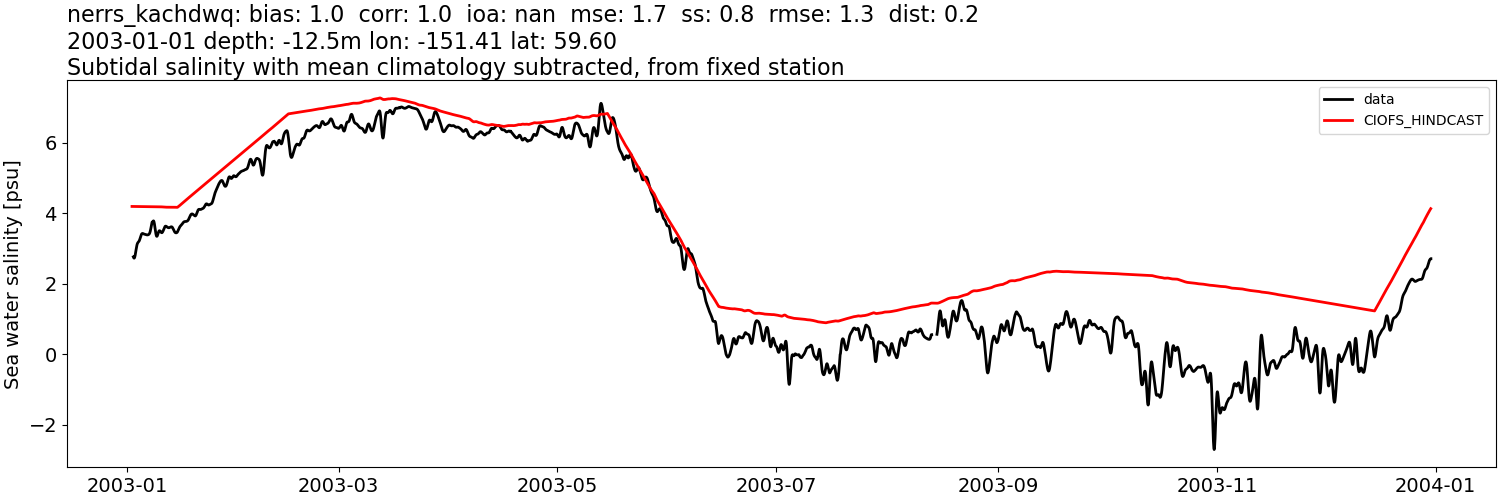 nerrs_kachdwq: bias: 1.0  corr: 1.0  ioa: nan  mse: 1.7  ss: 0.8  rmse: 1.3  dist: 0.2
2003-01-01 depth: -12.5m lon: -151.41 lat: 59.60
Subtidal salinity with mean climatology subtracted, from fixed station
data
CIOFS_HINDCAST
Sea water salinity [psu]
6
4
2
0
−2
2003-01
2003-03
2003-05
2003-07
2003-09
2003-11
2004-01